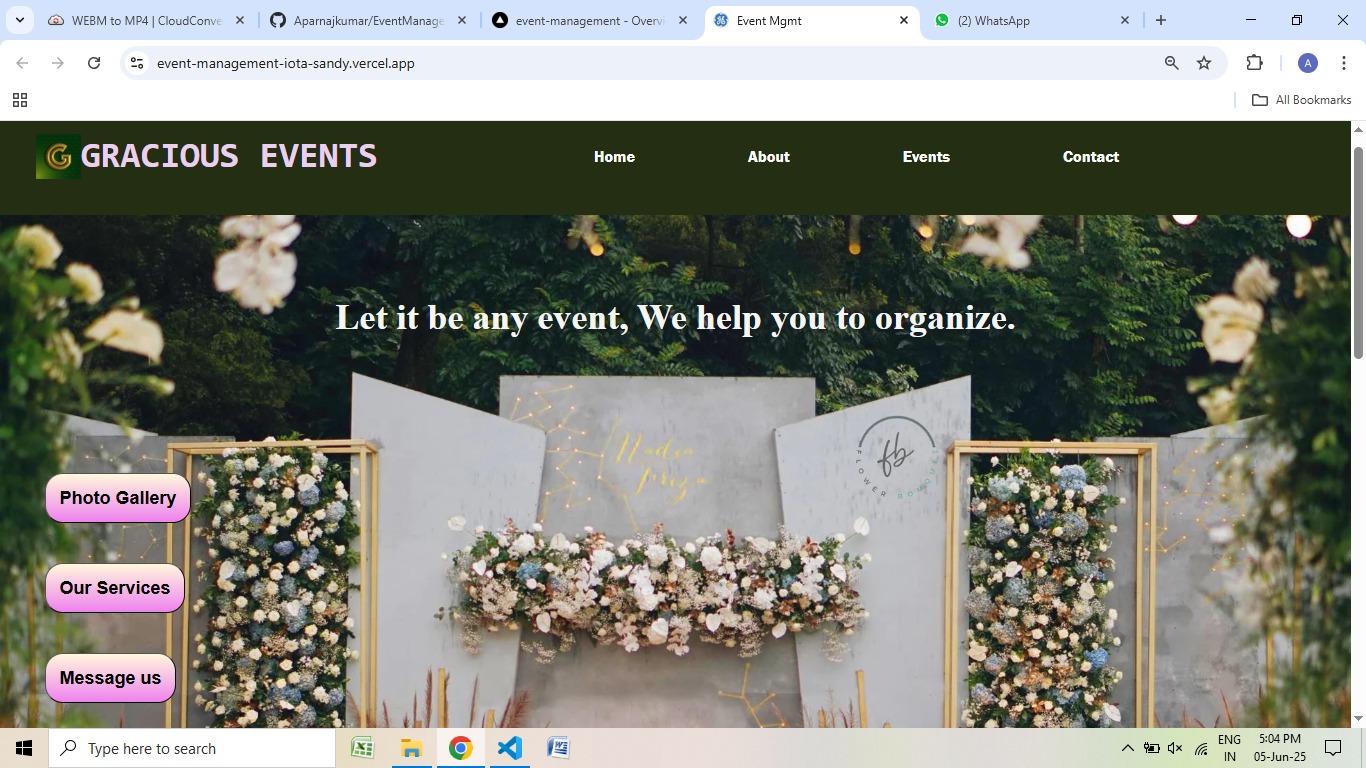 WEBM to MP4 | CloudConve
Aparnajkumar/EventManage
event-management - Overvi
Event Mgmt
(2) WhatsApp
event-management-iota-sandy.vercel.app
A
All Bookmarks
G GRACIOUS EVENTS
Home
About
Events
Contact
Let it be any event, We help you to organize.
Nadia
fb
FLOWER BOUQUET
Photo Gallery
Our Services
Message us
Type here to search
ENG
IN
5:04 PM
05-Jun-25